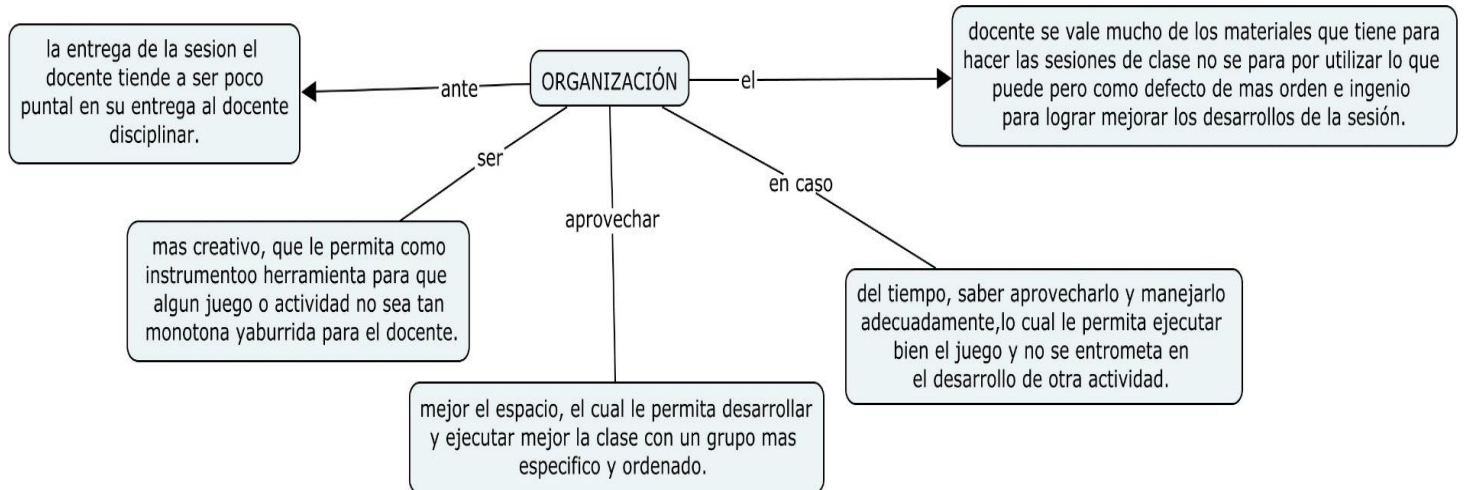 la entrega de la sesion el
docente tiende a ser poco
puntal en su entrega al docente
disciplinar.
ante
ORGANIZACIÓN
el
docente se vale mucho de los materiales que tiene para
hacer las sesiones de clase no se para por utilizar lo que
puede pero como defecto de mas orden e ingenio
para lograr mejorar los desarrollos de la sesión.
ser
mas creativo, que le permita como
instrumentoo herramienta para que
algun juego o actividad no sea tan
monotona yaburrida para el docente.
aprovechar
mejor el espacio, el cual le permita desarrollar
y ejecutar mejor la clase con un grupo mas
especifico y ordenado.
en caso
del tiempo, saber aprovecharlo y manejarlo
adecuadamente,lo cual le permita ejecutar
bien el juego y no se entrometa en
el desarrollo de otra actividad.